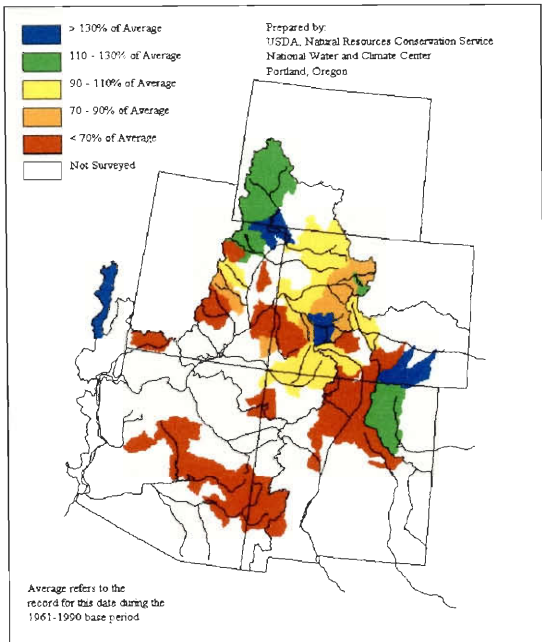 > 130% of Average
110 - 130% of Average
90 - 110% of Average
70 - 90% of Average
< 70% of Average
Not Surveyed
Prepared by:
USDA, Natural Resources Conservation Service
National Water and Climate Center
Portland, Oregon
Average refers to the
record for this date during the
1961-1990 base period